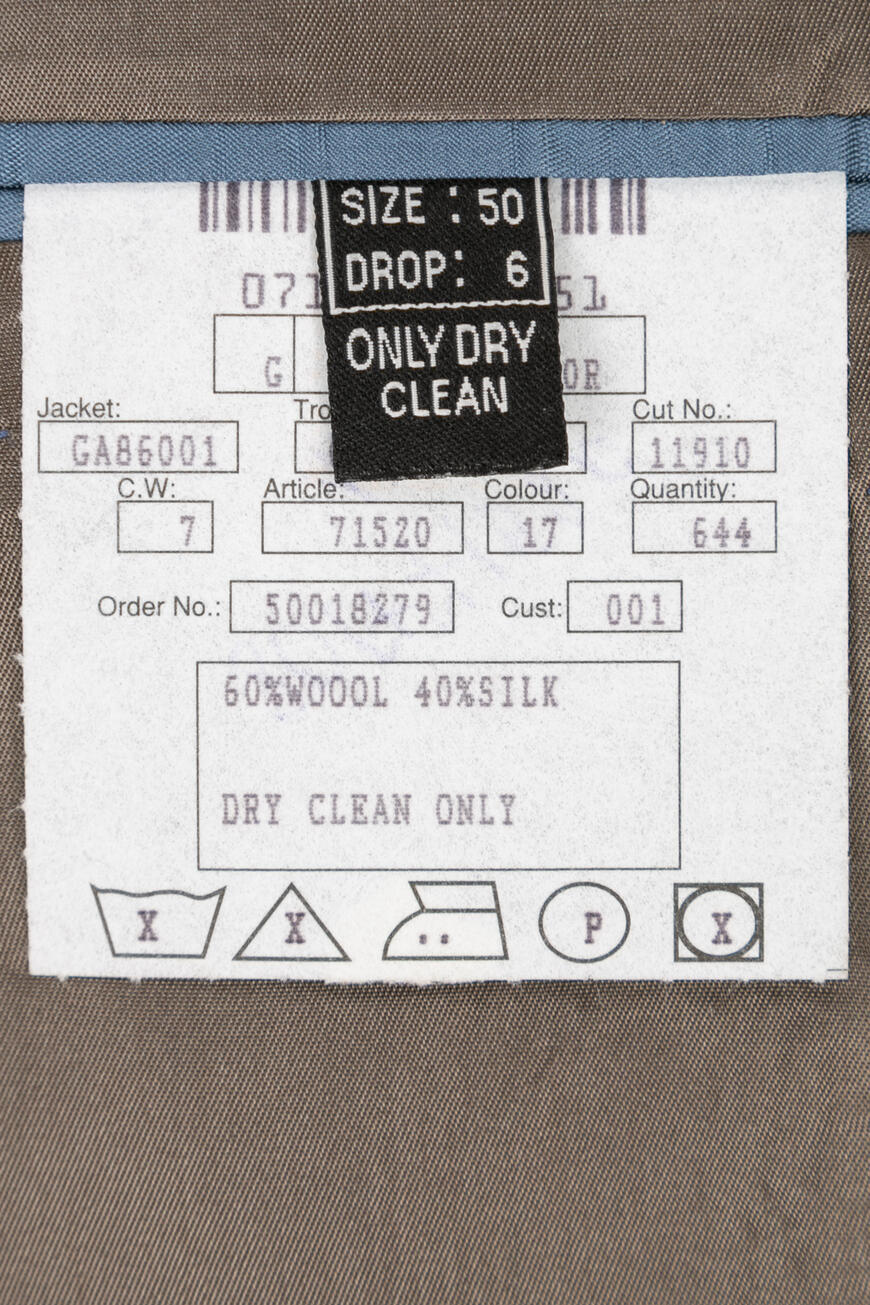 SIZE : 50
DROP: 6
ONLY DRY
CLEAN
G
Jacket:
Cut No.:
GA86001
11910
C.W:
Article:
Colour:
Quantity:
7
71520
17
644
Order No.:
50018279
Cust:
001
60%WOOOL 40%SILK
DRY CLEAN ONLY
X X P X